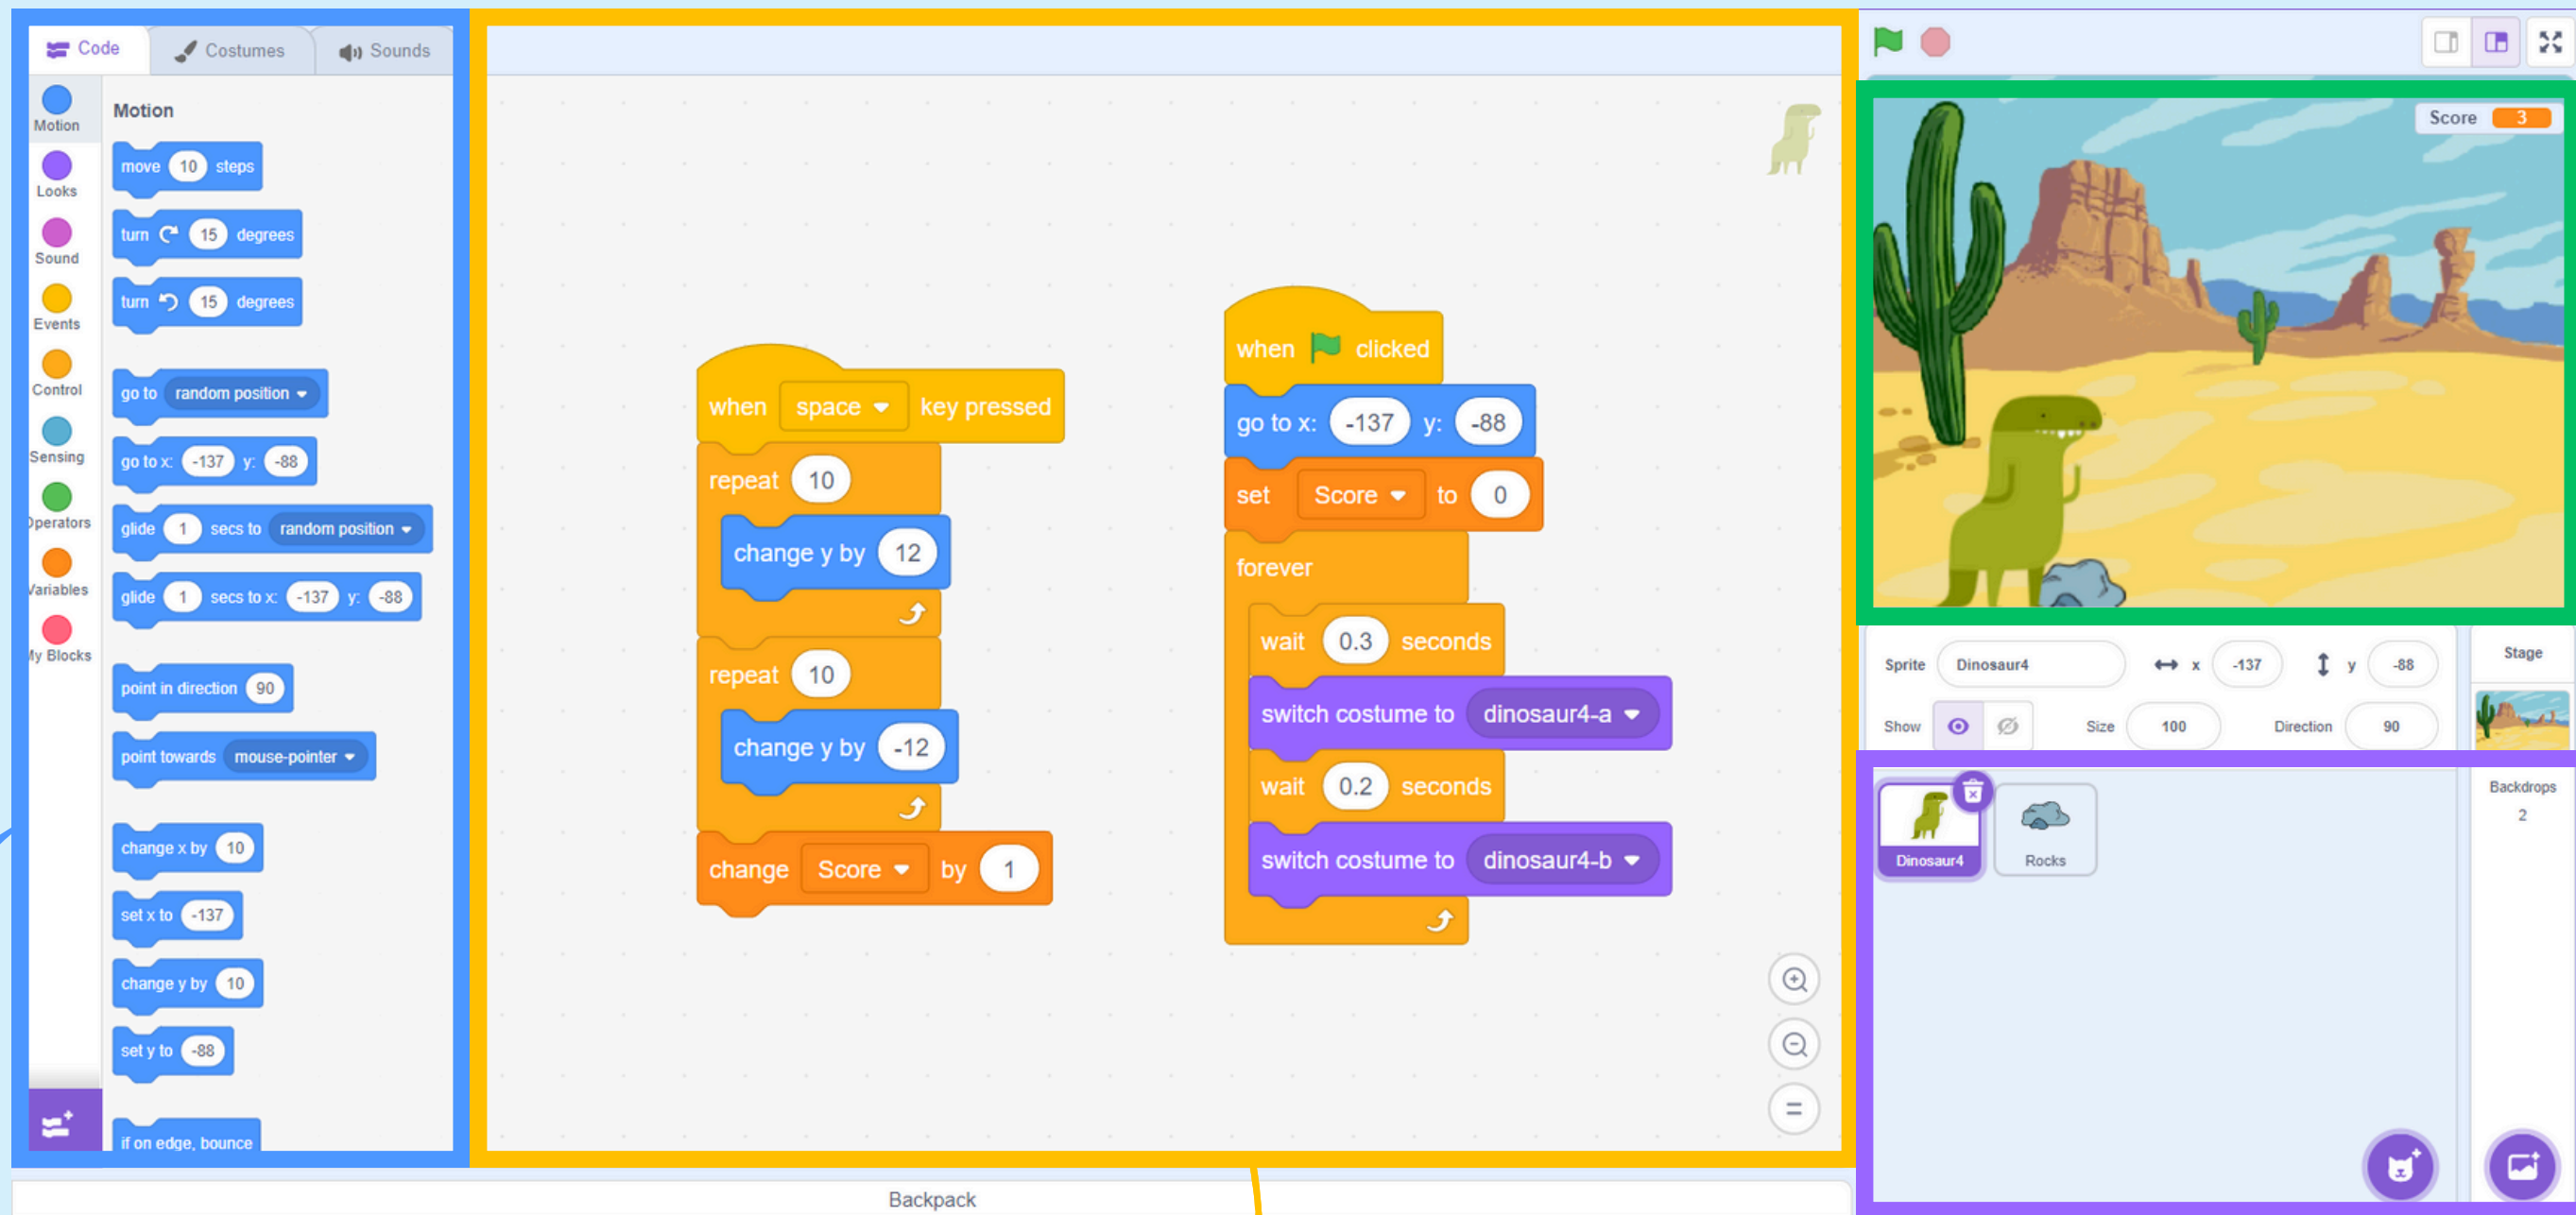 Code Costumes Sounds
Motion
Looks
Sound
Events
Control
Sensing
Operators
Variables
My Blocks
Motion
move 10 steps
turn 15 degrees
turn 15 degrees
go to random position
go to x: -137 y: -88
glide 1 secs to random position
glide 1 secs to x: -137 y: -88
point in direction 90
point towards mouse-pointer
change x by 10
set x to -137
change y by 10
set y to -88
if on edge, bounce
when space key pressed
repeat 10
change y by 12
repeat 10
change y by -12
change Score by 1
when clicked
go to x: -137 y: -88
set Score to 0
forever
wait 0.3 seconds
switch costume to dinosaur4-a
wait 0.2 seconds
switch costume to dinosaur4-b
Backpack
Score 3
Sprite Dinosaur4 x -137 y -88
Show Size 100 Direction 90
Dinosaur4 Rocks
Stage
Backdrops
2